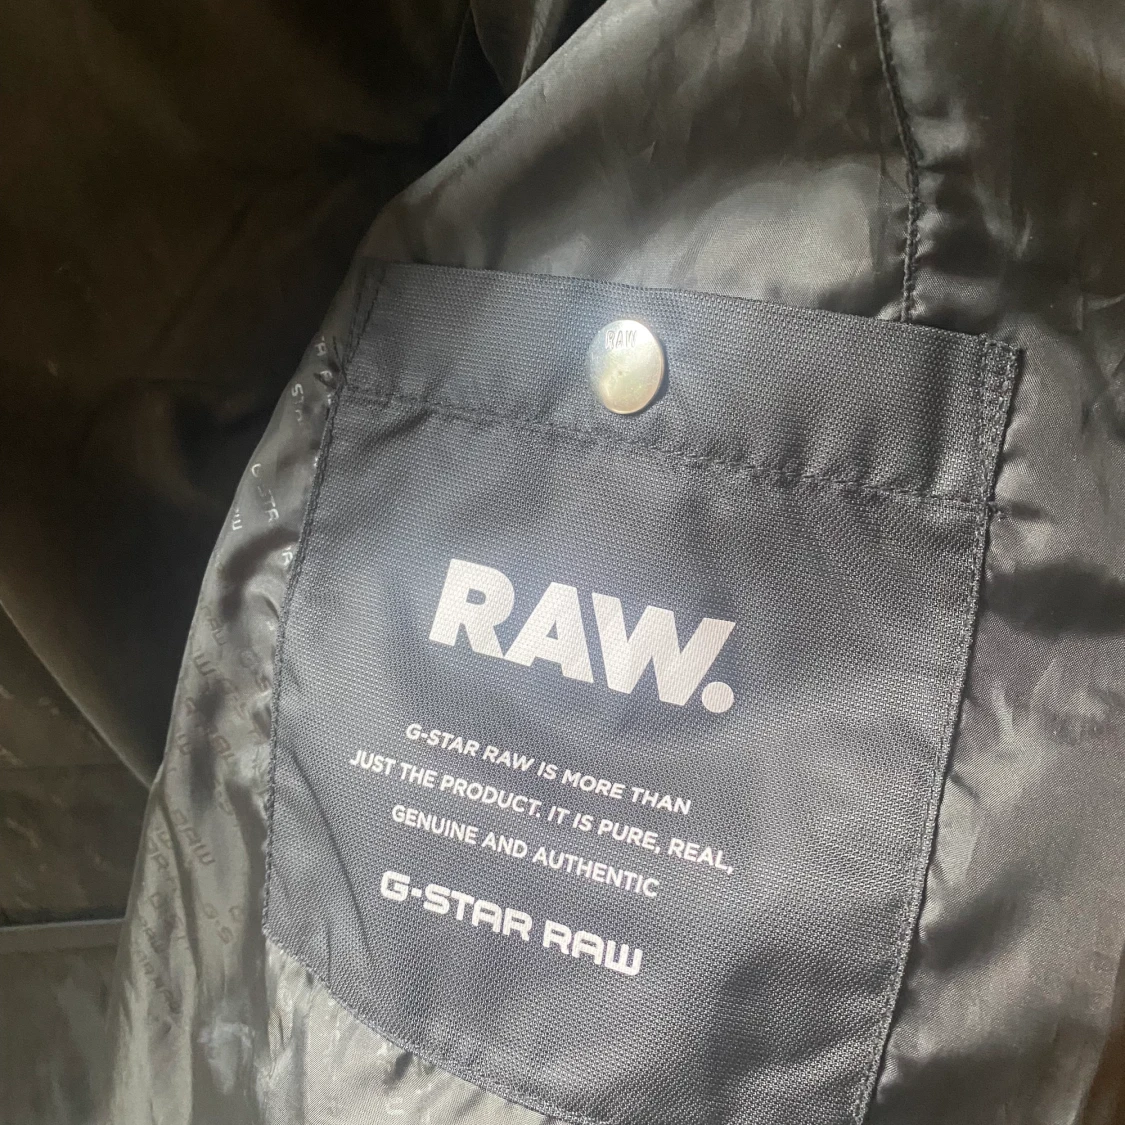 RAW
RAW.
G-STAR RAW IS MORE THAN
JUST THE PRODUCT. IT IS PURE, REAL,
GENUINE AND AUTHENTIC
G-STAR RAW